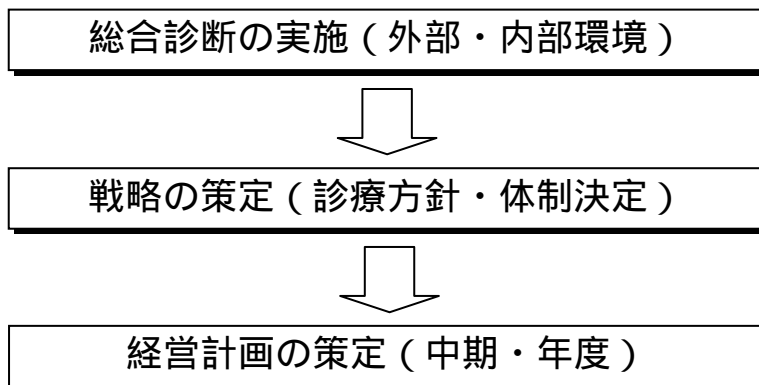 総合診断の実施（外部・内部環境）
戦略の策定（診療方針・体制決定）
経営計画の策定（中期・年度）